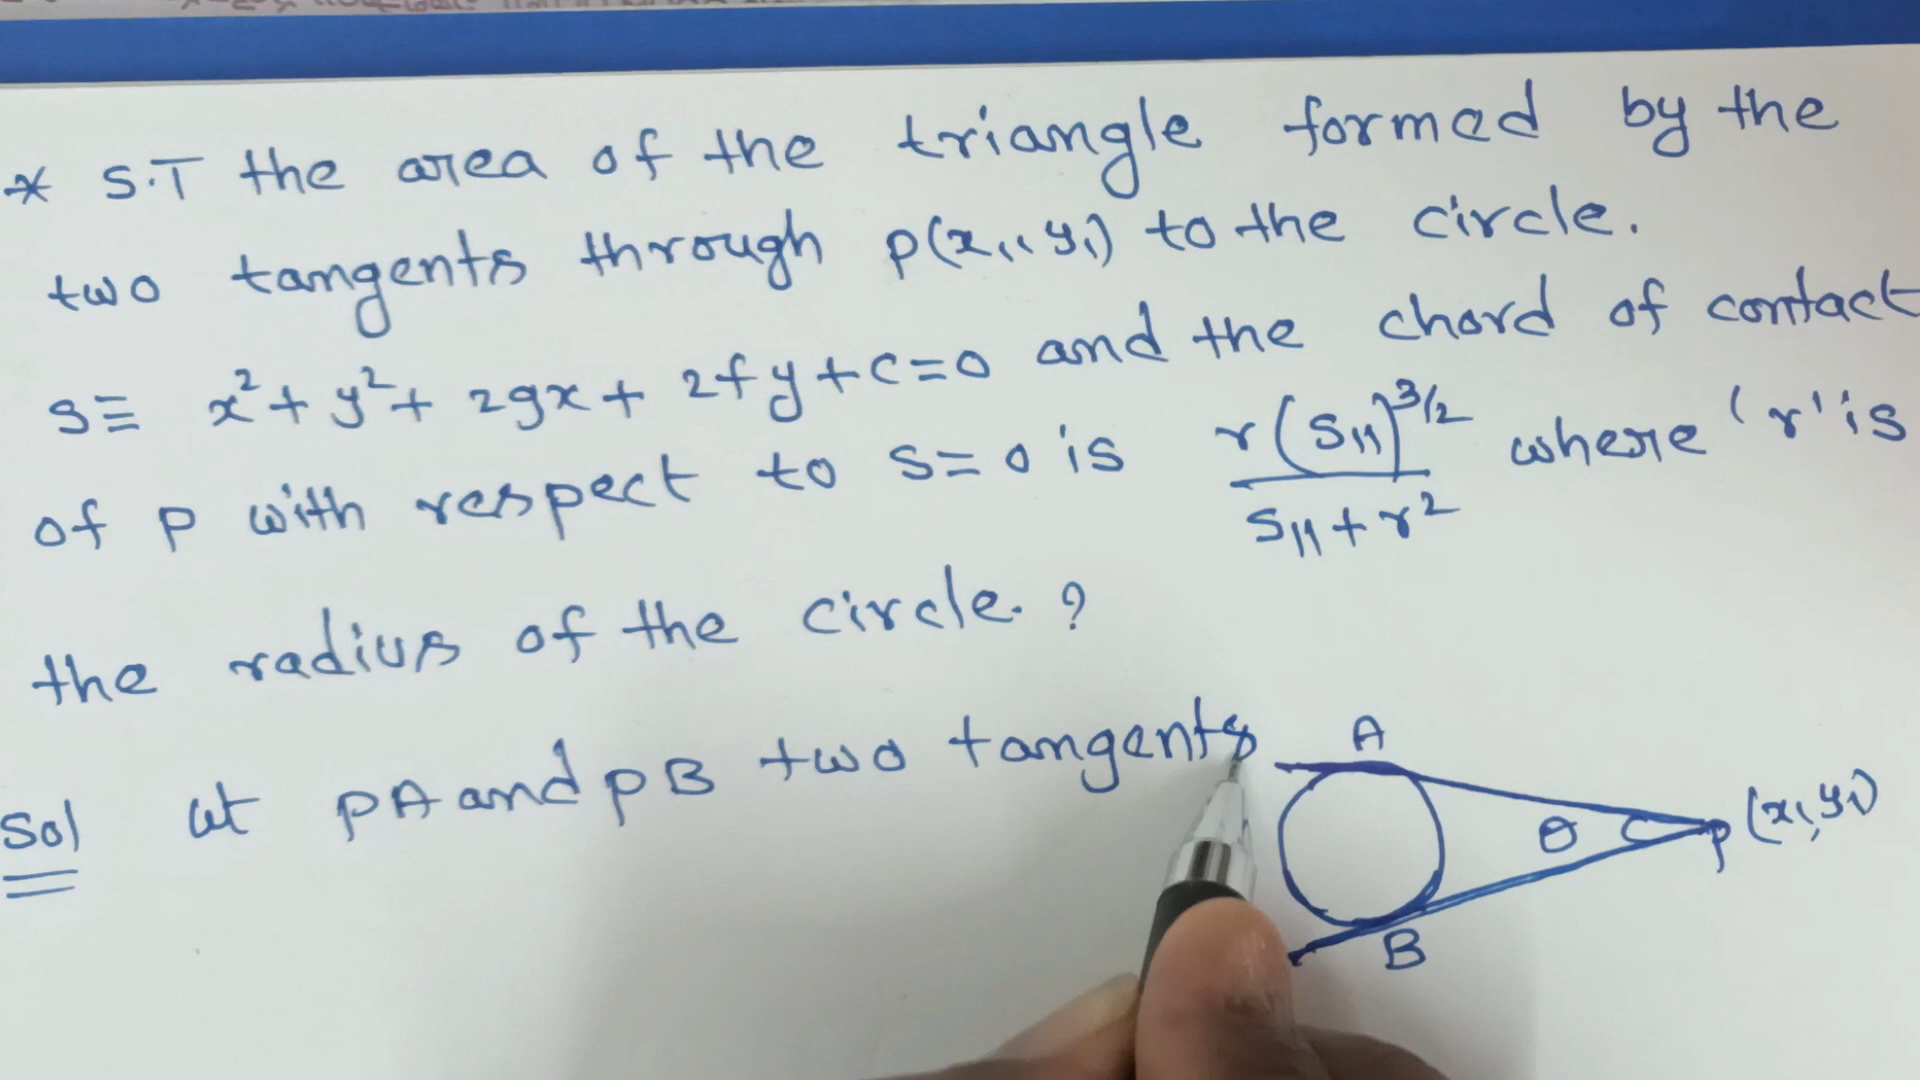 * S.T the area of the triangle formed by the
two tangents through P(x₁, y₁) to the circle.
S≡ x²+y²+2gx+2fy+c=0 and the chord of contact
of P with respect to S=0 is r(S₁₁)^3/2 / S₁₁+r² where 'r' is
the radius of the circle. ?
Sol at PA and PB two tangents
A
θ P (x₁, y₁)
B